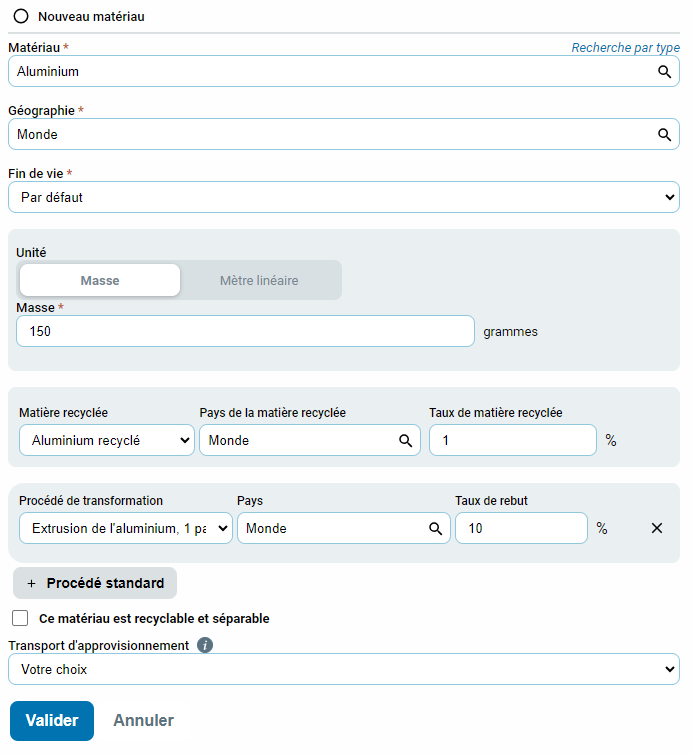 Nouveau matériau
Matériau * Recherche par type
Aluminium
Géographie *
Monde
Fin de vie *
Par défaut
Unité
Masse Mètre linéaire
Masse *
150 grammes
Matière recyclée Pays de la matière recyclée Taux de matière recyclée
Aluminium recyclé Monde 1 %
Procédé de transformation Pays Taux de rebut
Extrusion de l'aluminium, 1 pa Monde 10 %
+ Procédé standard
Ce matériau est recyclable et séparable
Transport d'approvisionnement i
Votre choix
Valider Annuler